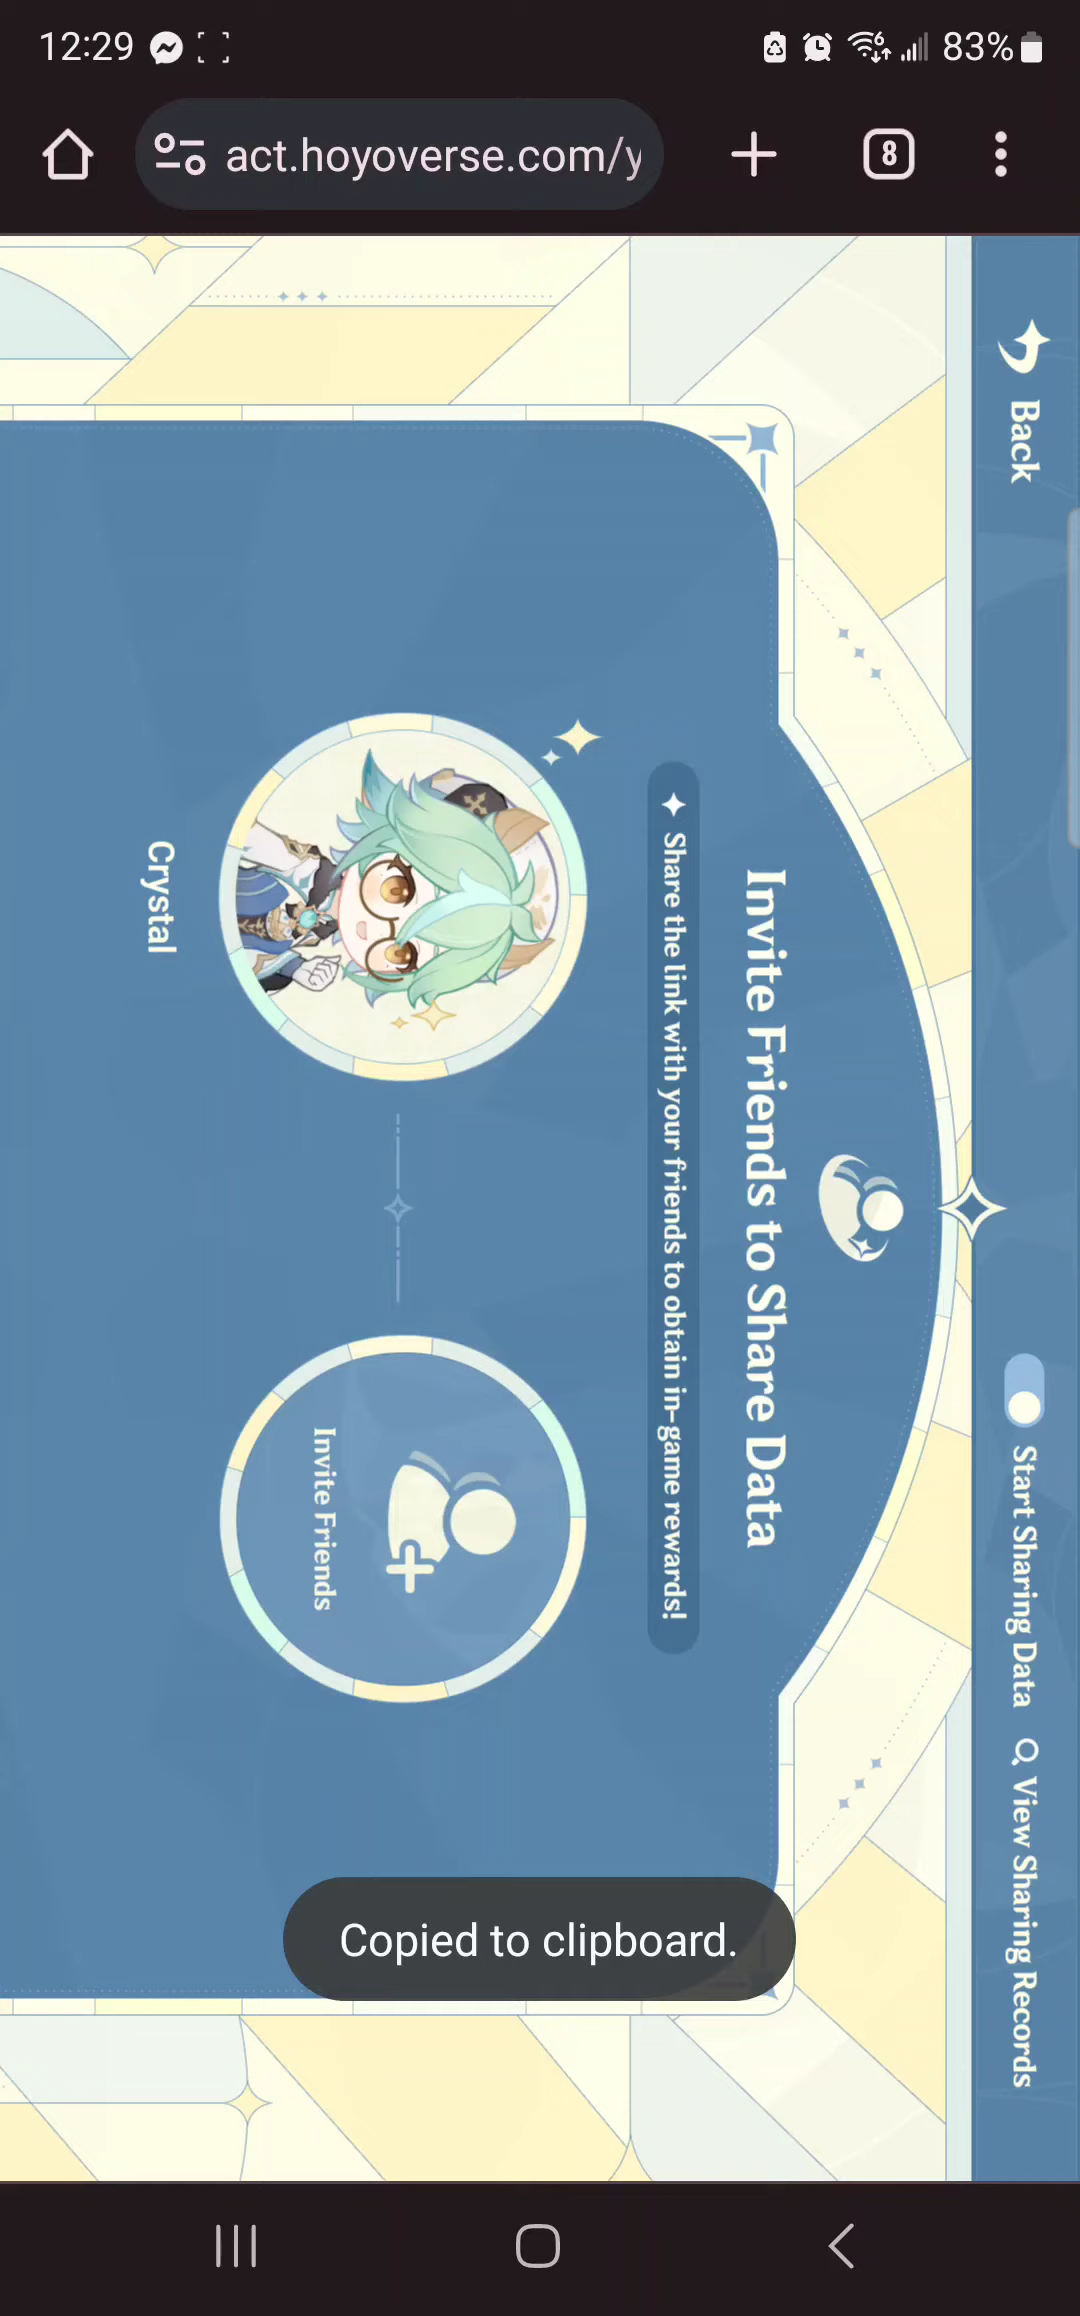 12:29
83%
act.hoyoverse.com/y
8
Back
Start Sharing Data
View Sharing Records
Invite Friends to Share Data
Share the link with your friends to obtain in-game rewards!
Crystal
Invite Friends
Copied to clipboard.